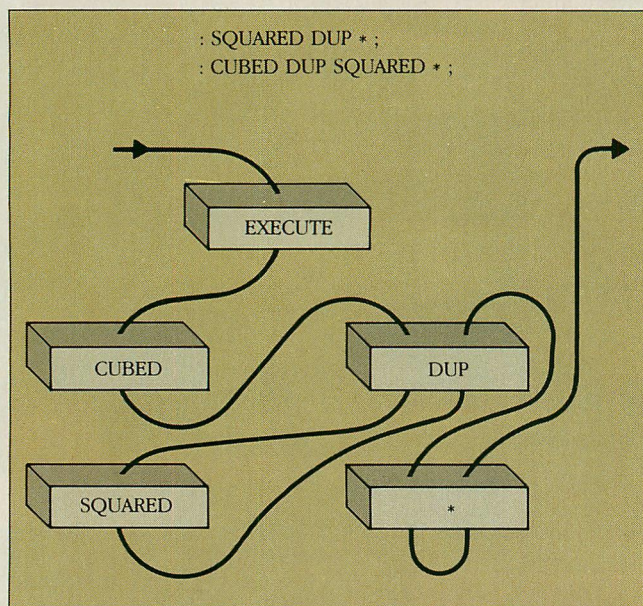 : SQUARED DUP * ;
: CUBED DUP SQUARED * ;
EXECUTE
CUBED
DUP
SQUARED
*